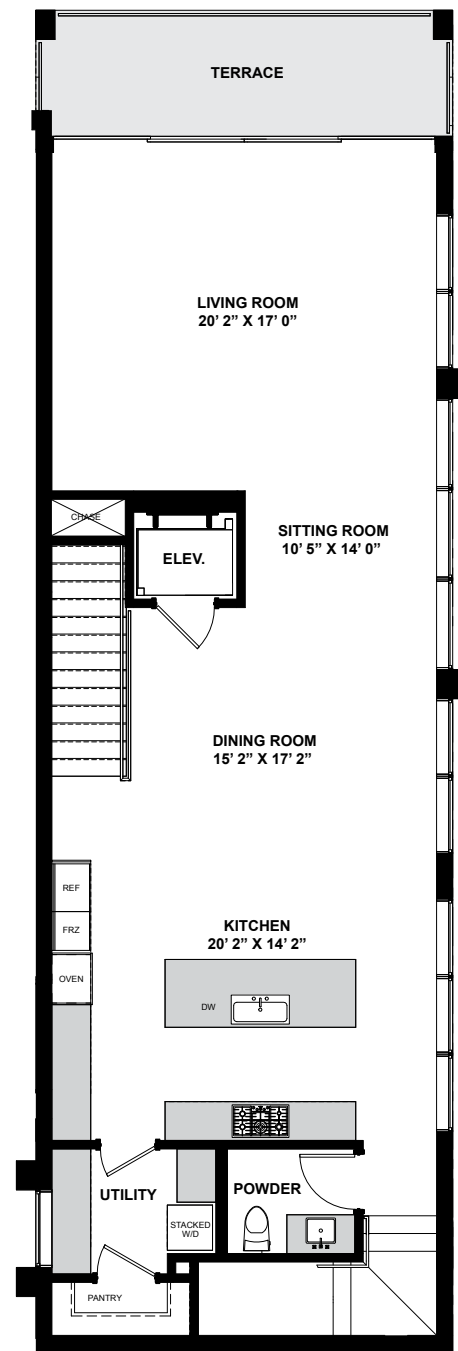 TERRACE
LIVING ROOM
20’ 2” X 17’ 0”
CHASE
ELEV.
SITTING ROOM
10’ 5” X 14’ 0”
DINING ROOM
15’ 2” X 17’ 2”
REF
FRZ
KITCHEN
20’ 2” X 14’ 2”
OVEN
DW
UTILITY
POWDER
STACKED
W/D
PANTRY